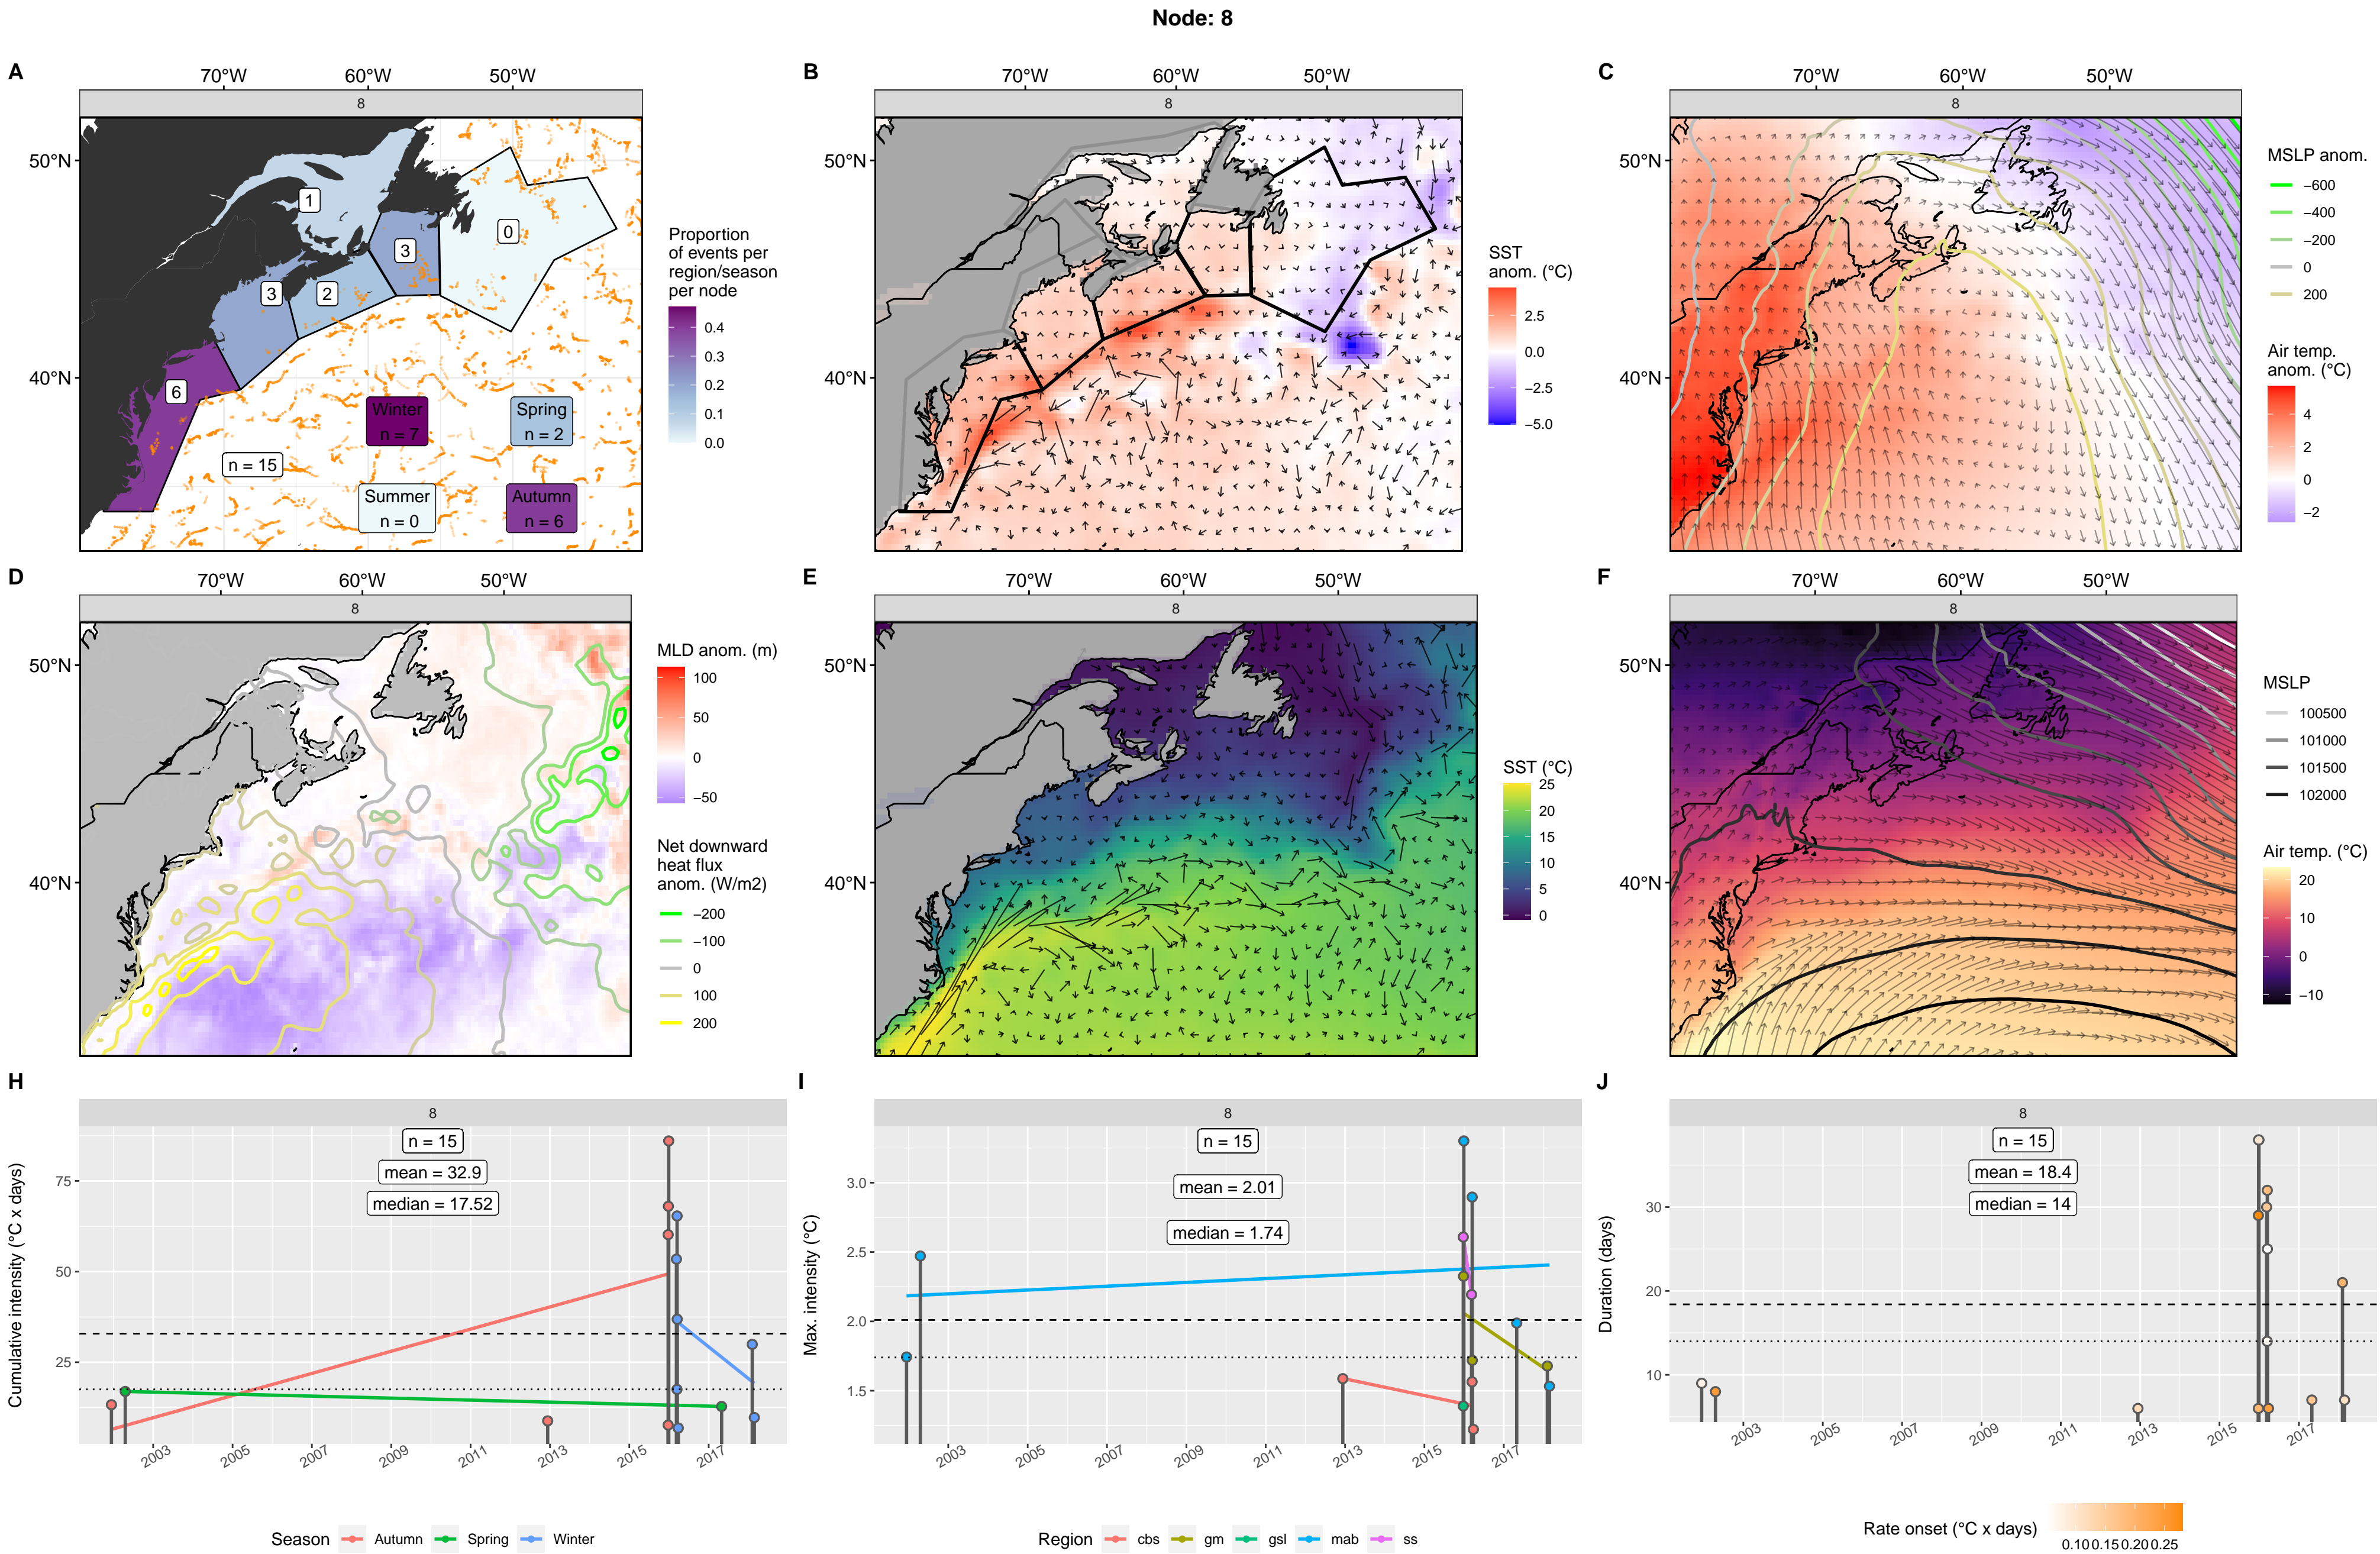 Node: 8
A
70°W 60°W 50°W
8
50°N
40°N
1
3
0
3
2
6
Winter
n = 7
Spring
n = 2
n = 15
Summer
n = 0
Autumn
n = 6
Proportion
of events per
region/season
per node
0.4
0.3
0.2
0.1
0.0
B
70°W 60°W 50°W
8
50°N
40°N
SST
anom. (°C)
2.5
0.0
−2.5
−5.0
C
70°W 60°W 50°W
8
50°N
40°N
MSLP anom.
−600
−400
−200
0
200
Air temp.
anom. (°C)
4
2
0
−2
D
70°W 60°W 50°W
8
50°N
40°N
MLD anom. (m)
100
50
0
−50
Net downward
heat flux
anom. (W/m2)
−200
−100
0
100
200
E
70°W 60°W 50°W
8
50°N
40°N
SST (°C)
25
20
15
10
5
0
F
70°W 60°W 50°W
8
50°N
40°N
MSLP
100500
101000
101500
102000
Air temp. (°C)
20
10
0
−10
H
8
n = 15
mean = 32.9
median = 17.52
Cumulative intensity (°C x days)
75
50
25
2003 2005 2007 2009 2011 2013 2015 2017
Season Autumn Spring Winter
I
8
n = 15
mean = 2.01
median = 1.74
Max. intensity (°C)
3.0
2.5
2.0
1.5
2003 2005 2007 2009 2011 2013 2015 2017
Region cbs gm gsl mab ss
J
8
n = 15
mean = 18.4
median = 14
Duration (days)
30
20
10
2003 2005 2007 2009 2011 2013 2015 2017
Rate onset (°C x days)
0.10 0.15 0.20 0.25